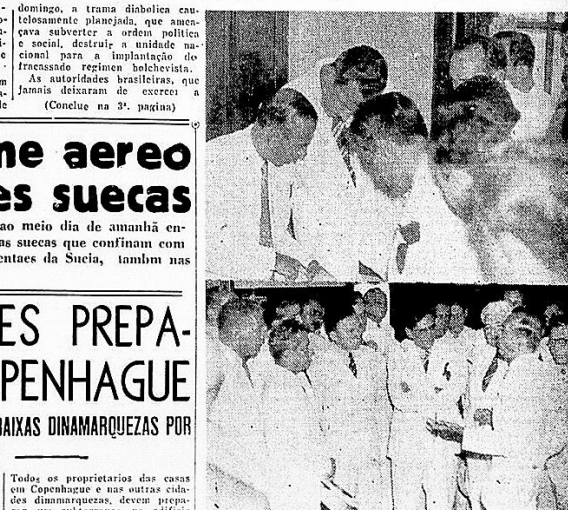 domingo, a trama diabolica cau-
telosamente planejada, que amea-
çava subverter a ordem politica
e social, destruir a unidade na-
cional para a implantação do
fracassado regimen bolchevista.
As autoridades brasileiras, que
jamais deixaram de exercer a
(Conclue na 3ª. pagina)
me aereo
es suecas
ao meio dia de amanhã en-
as suecas que confinam com
entaes da Sucia, tambm nas
ES PREPA-
PENHAGUE
BAIXAS DINAMARQUEZAS POR
Todos os proprietarios das casas
em Copenhague e nas outras cida-
des dinamarquezas, devem prepa-